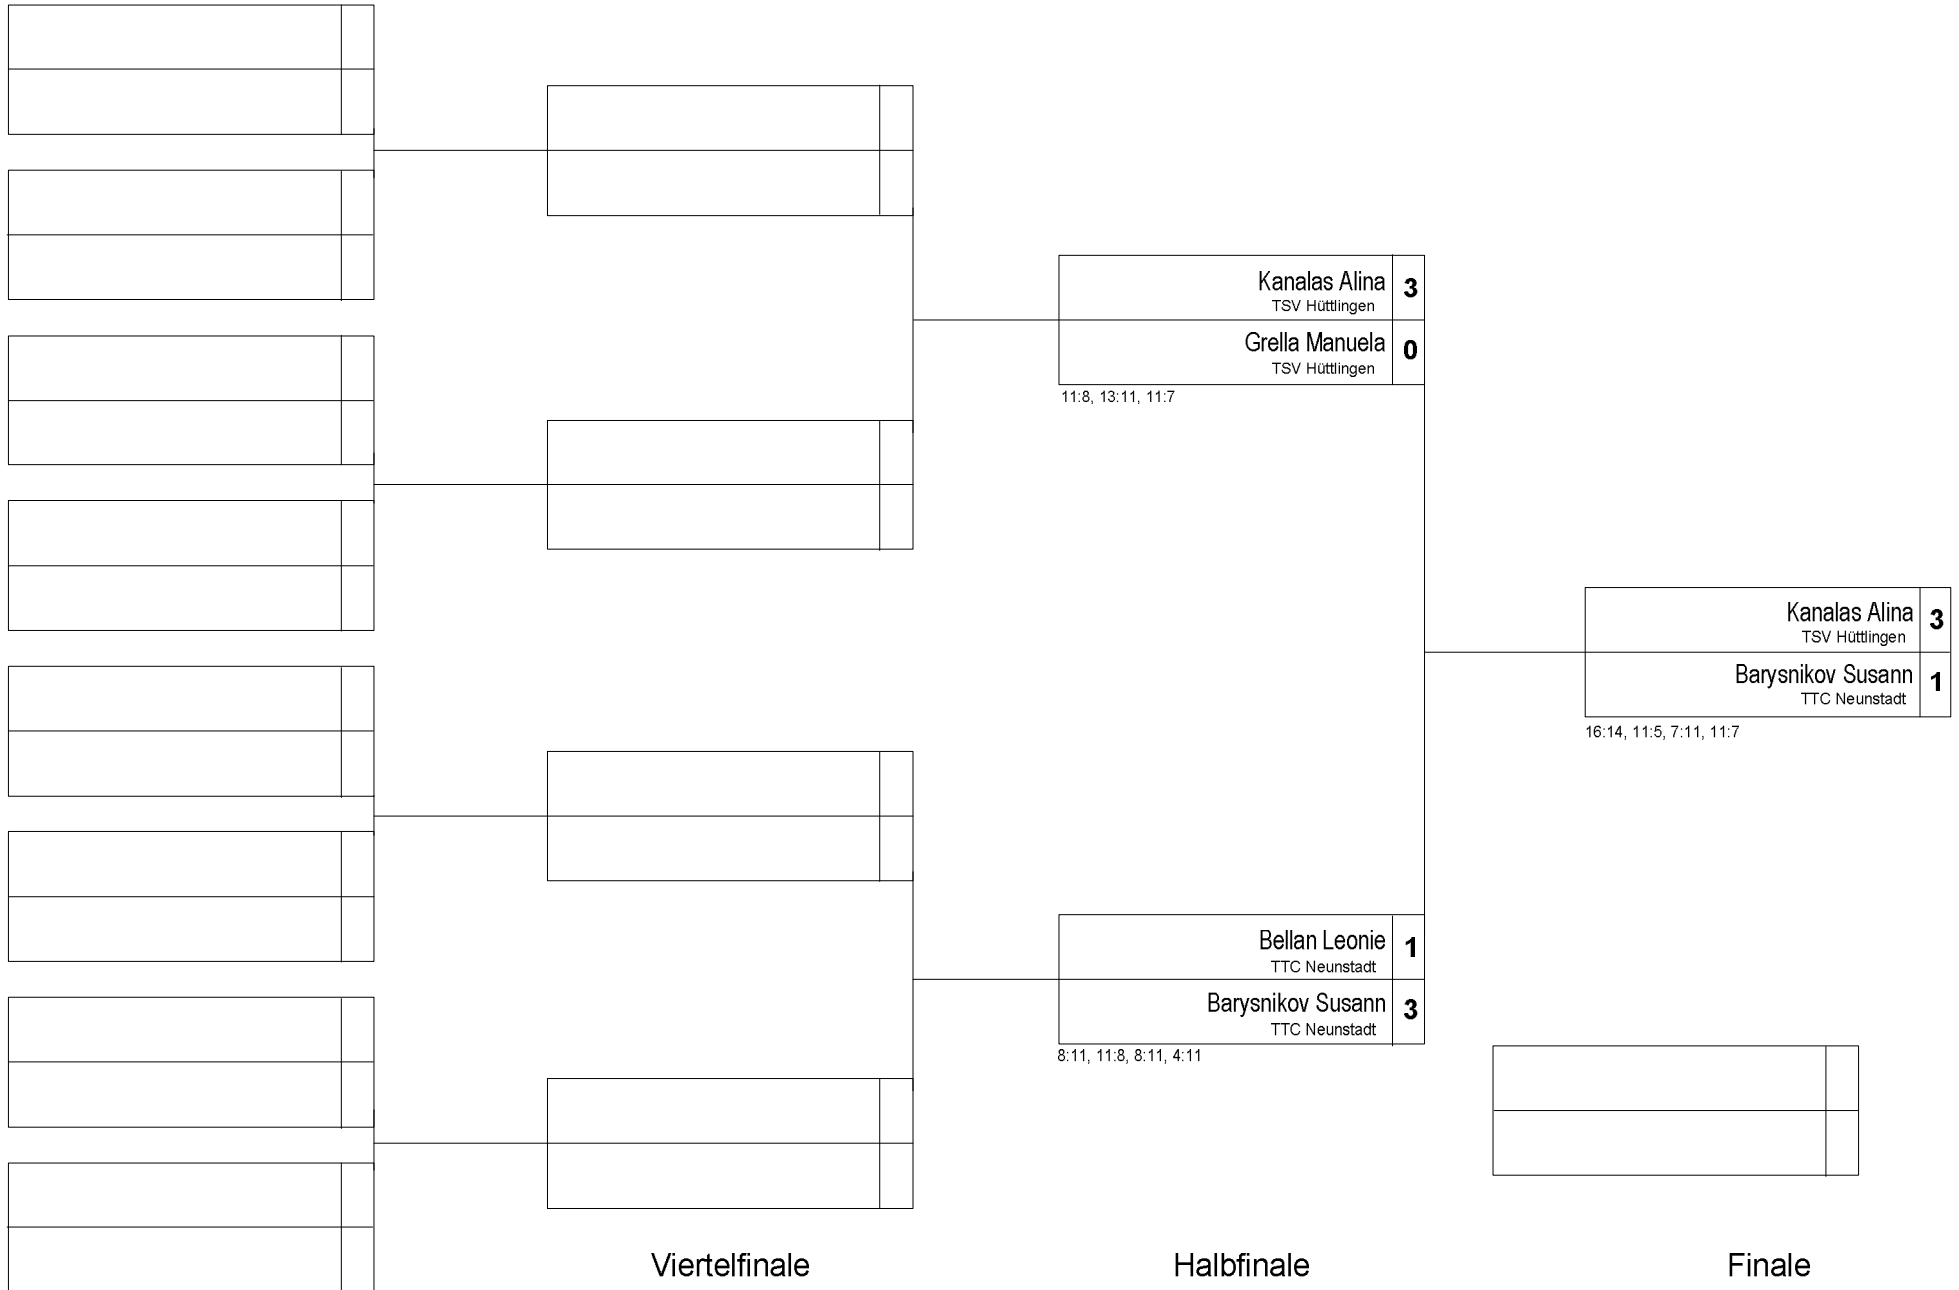 Kanalas Alina 3
TSV Hüttlingen
Grella Manuela 0
TSV Hüttlingen
11:8, 13:11, 11:7
Kanalas Alina 3
TSV Hüttlingen
Barysnikov Susann 1
TTC Neunstadt
16:14, 11:5, 7:11, 11:7
Bellan Leonie 1
TTC Neunstadt
Barysnikov Susann 3
TTC Neunstadt
8:11, 11:8, 8:11, 4:11
Viertelfinale Halbfinale Finale